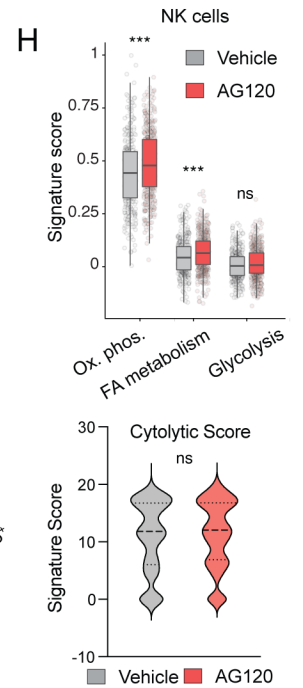 H
NK cells
***
Vehicle
AG120
1
0.75
0.5
0.25
0
Signature score
***
ns
Ox. phos.
FA metabolism
Glycolysis
Cytolytic Score
ns
30
20
10
0
-10
Signature Score
Vehicle
AG120